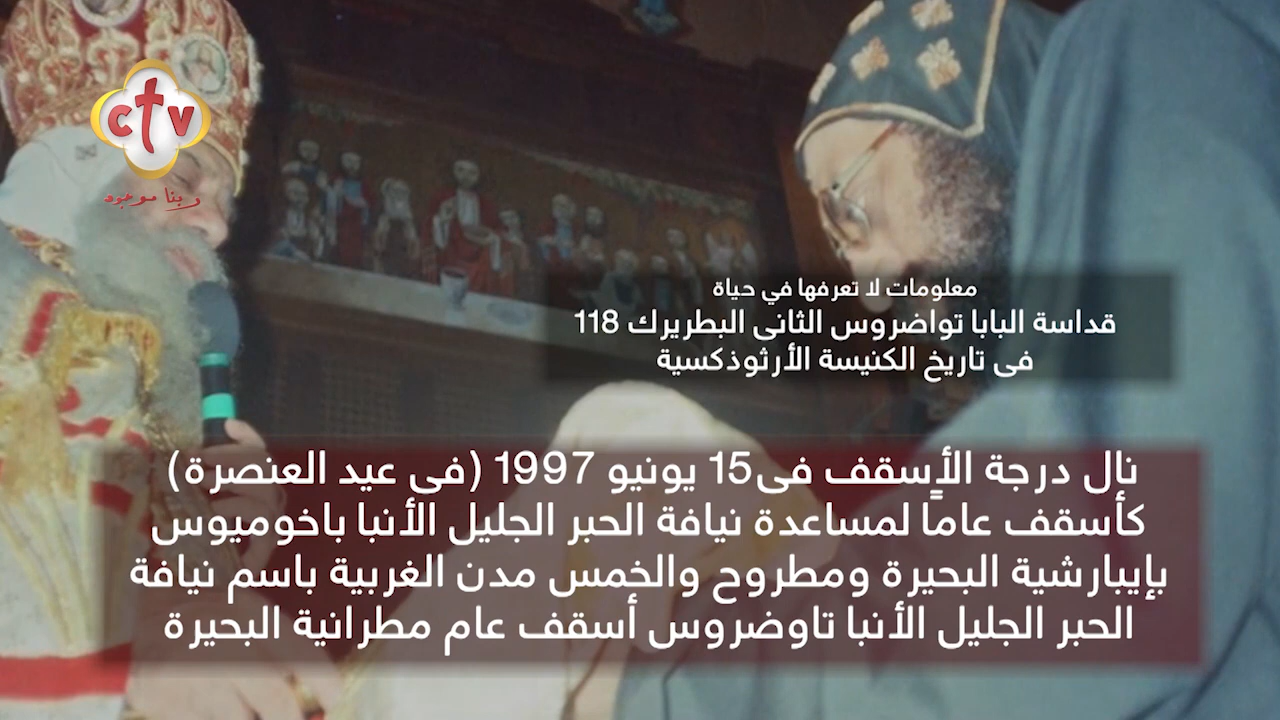 ctv
ربنا موجود
معلومات لا تعرفها في حياة
قداسة البابا تواضروس الثانى البطريرك 118
فى تاريخ الكنيسة الأرثوذكسية
نال درجة الأسقف فى15 يونيو 1997 (فى عيد العنصرة)
كأسقف عاماً لمساعدة نيافة الحبر الجليل الأنبا باخوميوس
بإيبارشية البحيرة ومطروح والخمس مدن الغربية باسم نيافة
الحبر الجليل الأنبا تاوضروس أسقف عام مطرانية البحيرة